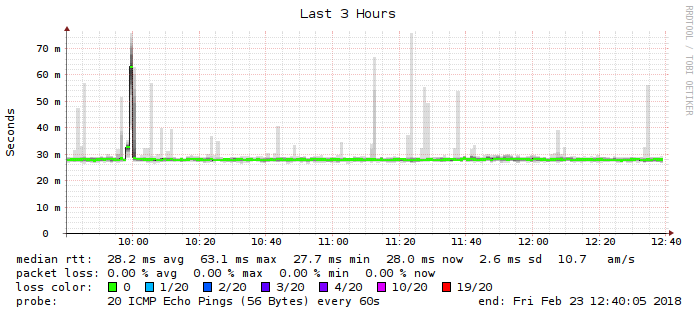 Last 3 Hours
RRDTOOL / TOBI OETIKER
Seconds
70 m
60 m
50 m
40 m
30 m
20 m
10 m
0
10:00 10:20 10:40 11:00 11:20 11:40 12:00 12:20 12:40
median rtt: 28.2 ms avg 63.1 ms max 27.7 ms min 28.0 ms now 2.6 ms sd 10.7 am/s
packet loss: 0.00 % avg 0.00 % max 0.00 % min 0.00 % now
loss color: 0 1/20 2/20 3/20 4/20 10/20 19/20
probe: 20 ICMP Echo Pings (56 Bytes) every 60s end: Fri Feb 23 12:40:05 2018